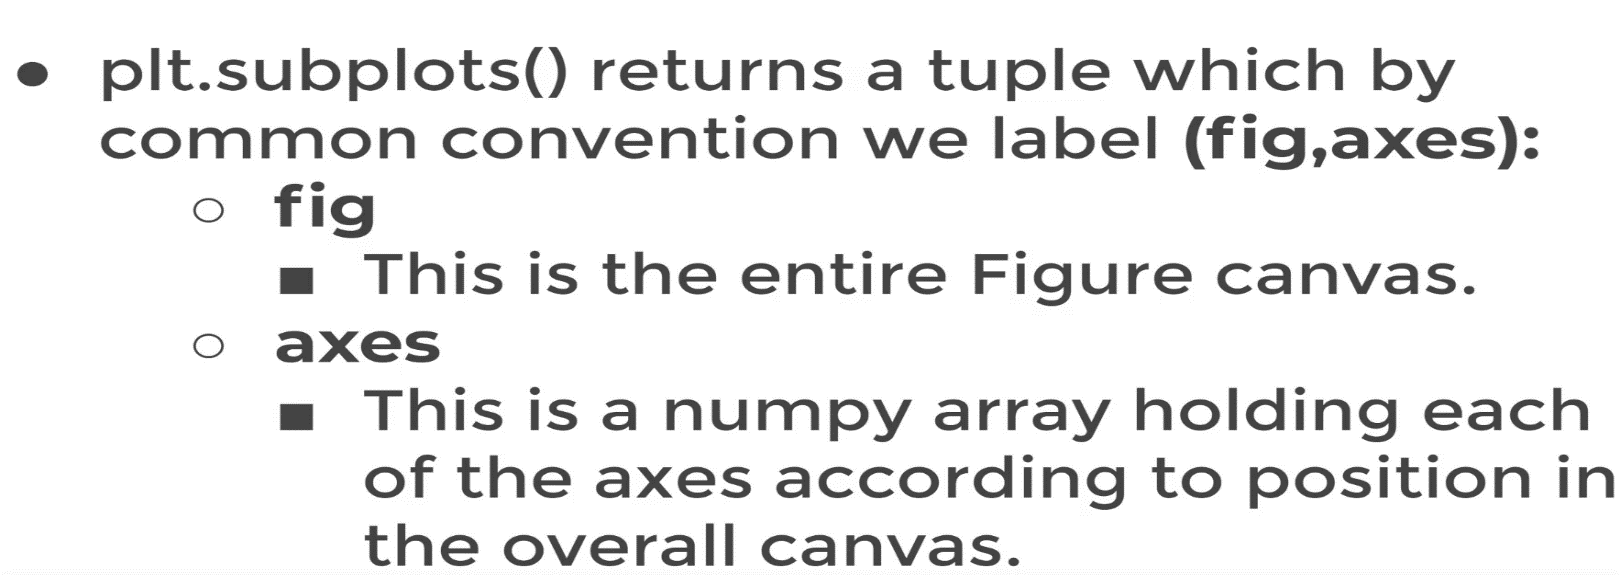 ● plt.subplots() returns a tuple which by
common convention we label (fig,axes):
○ fig
■ This is the entire Figure canvas.
○ axes
■ This is a numpy array holding each
of the axes according to position in
the overall canvas.